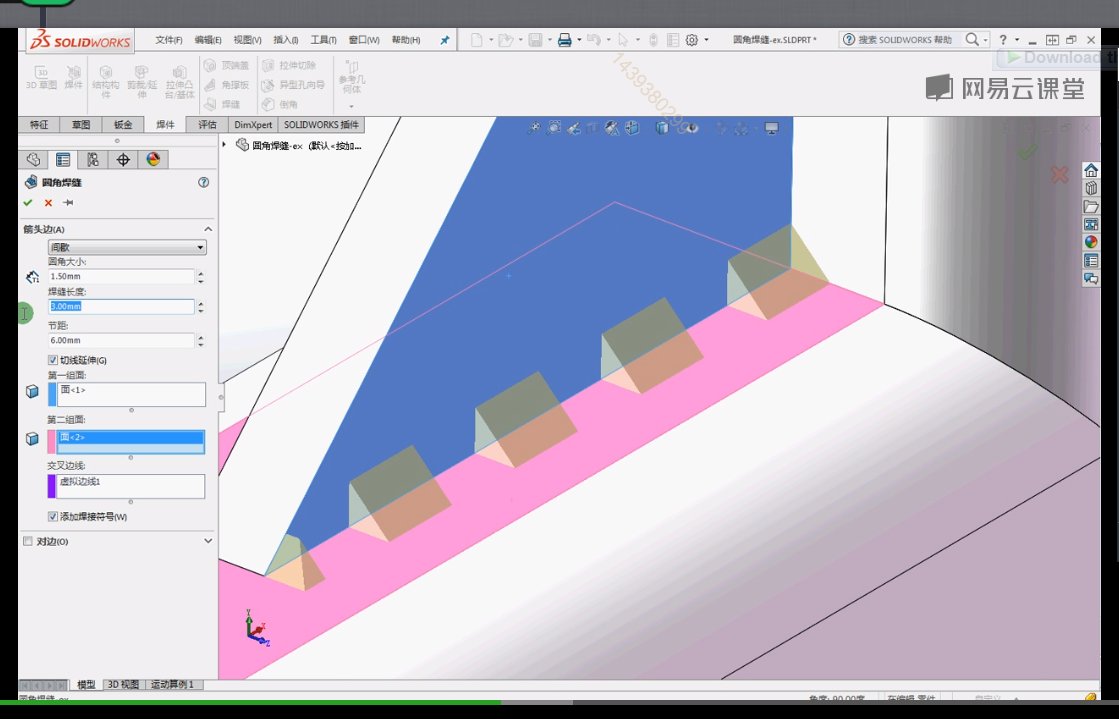 SOLIDWORKS
文件(F) 编辑(E) 视图(V) 插入(I) 工具(T) 窗口(W) 帮助(H)
圆角焊缝-ex.SLDPRT *
搜索 SOLIDWORKS 帮助
Download th
3D 草图
焊件
结构构件
剪裁/延伸
拉伸凸台/基体
顶端盖
角撑板
焊缝
拉伸切除
异型孔向导
倒角
参考几何体
网易云课堂
特征 草图 钣金 焊件 评估 DimXpert SOLIDWORKS 插件
圆角焊缝-ex (默认<按加...
圆角焊缝
箭头边(A)
间歇
圆角大小:
1.50mm
焊缝长度:
3.00mm
节距:
6.00mm
切线延伸(G)
第一组面:
面<1>
第二组面:
面<2>
交叉边线:
虚拟边线1
添加焊接符号(W)
对边(O)
Y
X
Z
模型 3D 视图 运动算例 1
圆角焊缝-ex
角度: 90.00度
在编辑 零件
自定义